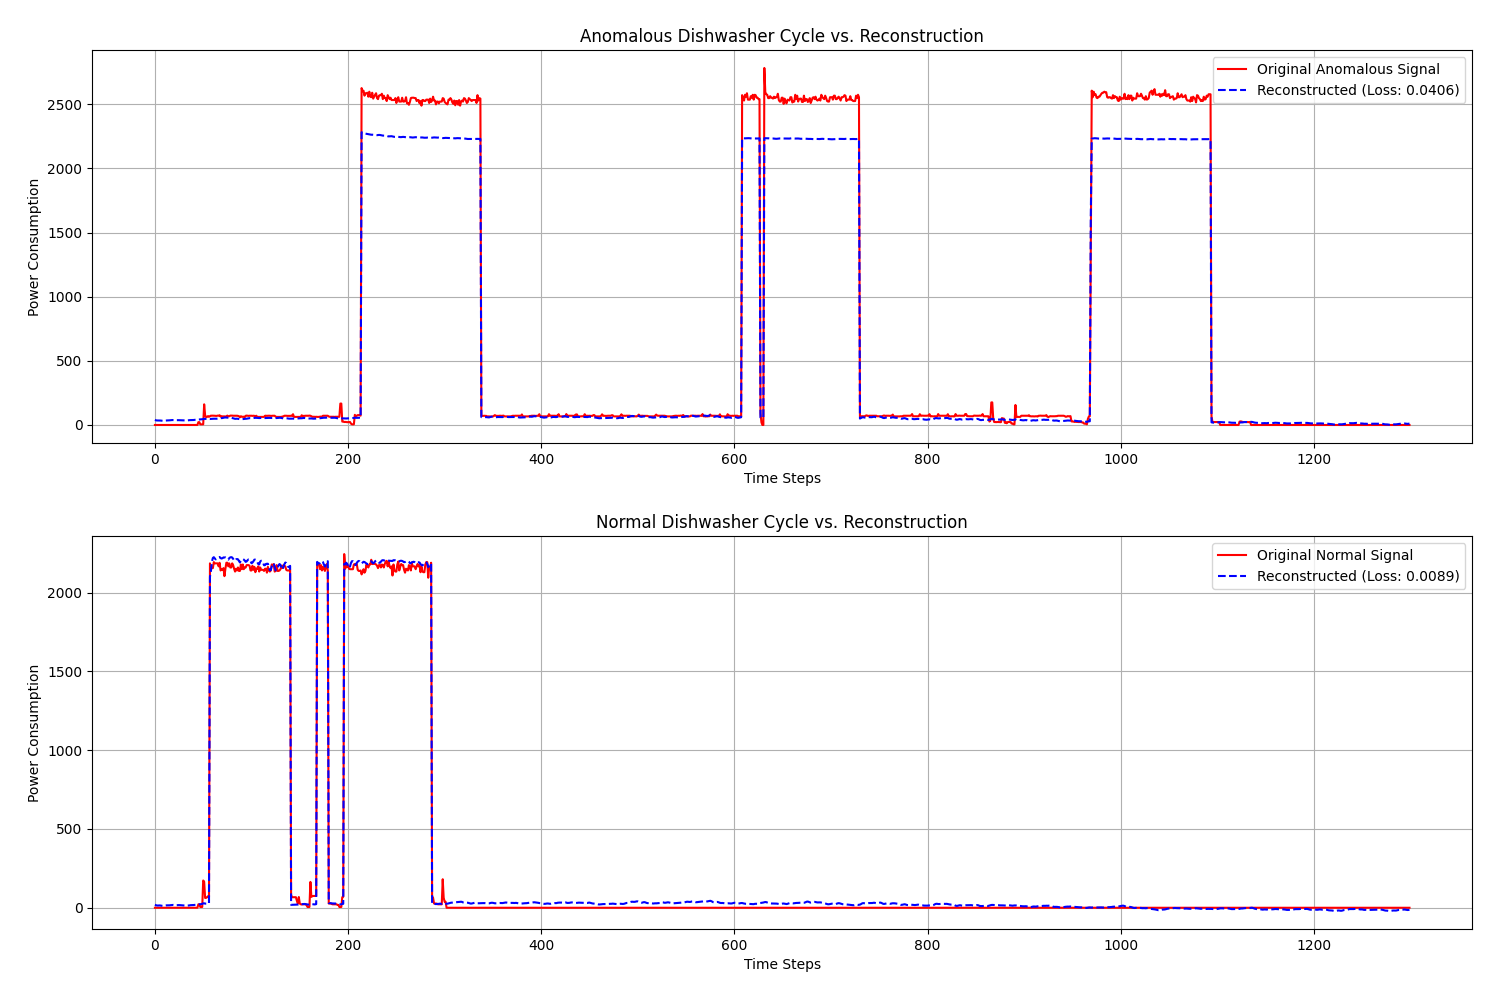 Anomalous Dishwasher Cycle vs. Reconstruction
Original Anomalous Signal
Reconstructed (Loss: 0.0406)
Power Consumption
2500
2000
1500
1000
500
0
0 200 400 600 800 1000 1200
Time Steps
Normal Dishwasher Cycle vs. Reconstruction
Original Normal Signal
Reconstructed (Loss: 0.0089)
Power Consumption
2000
1500
1000
500
0
0 200 400 600 800 1000 1200
Time Steps